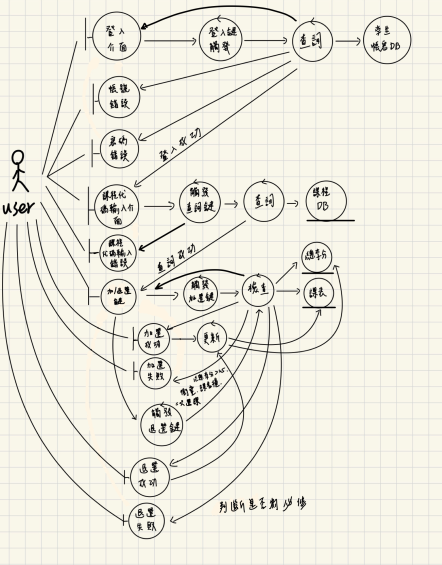 登入
介面
登入鍵
觸發
查詢
學生
帳密DB
帳號
錯誤
密碼
錯誤
登入成功
user
課程代
碼輸入介
面
觸發
查詢鍵
查詢
課程
DB
課程
代碼輸入
錯誤
查詢成功
總學分
加/退選
鍵
觸發
加選鍵
檢查
課表
加選
成功
更新
加選
失敗
觸發
退選鍵
退選
成功
判斷是否為必修
退選
失敗